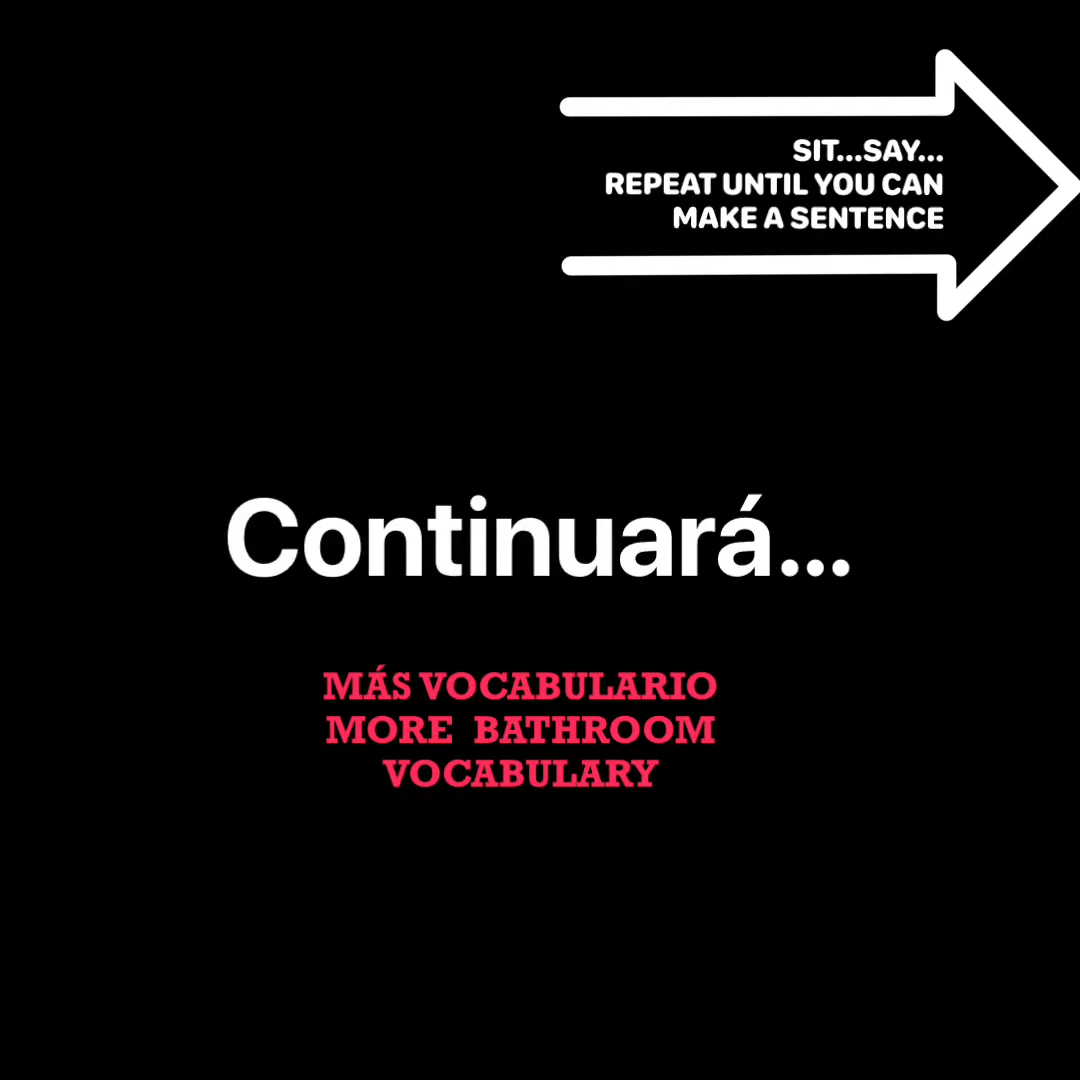 SIT...SAY...
REPEAT UNTIL YOU CAN
MAKE A SENTENCE
Continuará...
MÁS VOCABULARIO
MORE BATHROOM
VOCABULARY